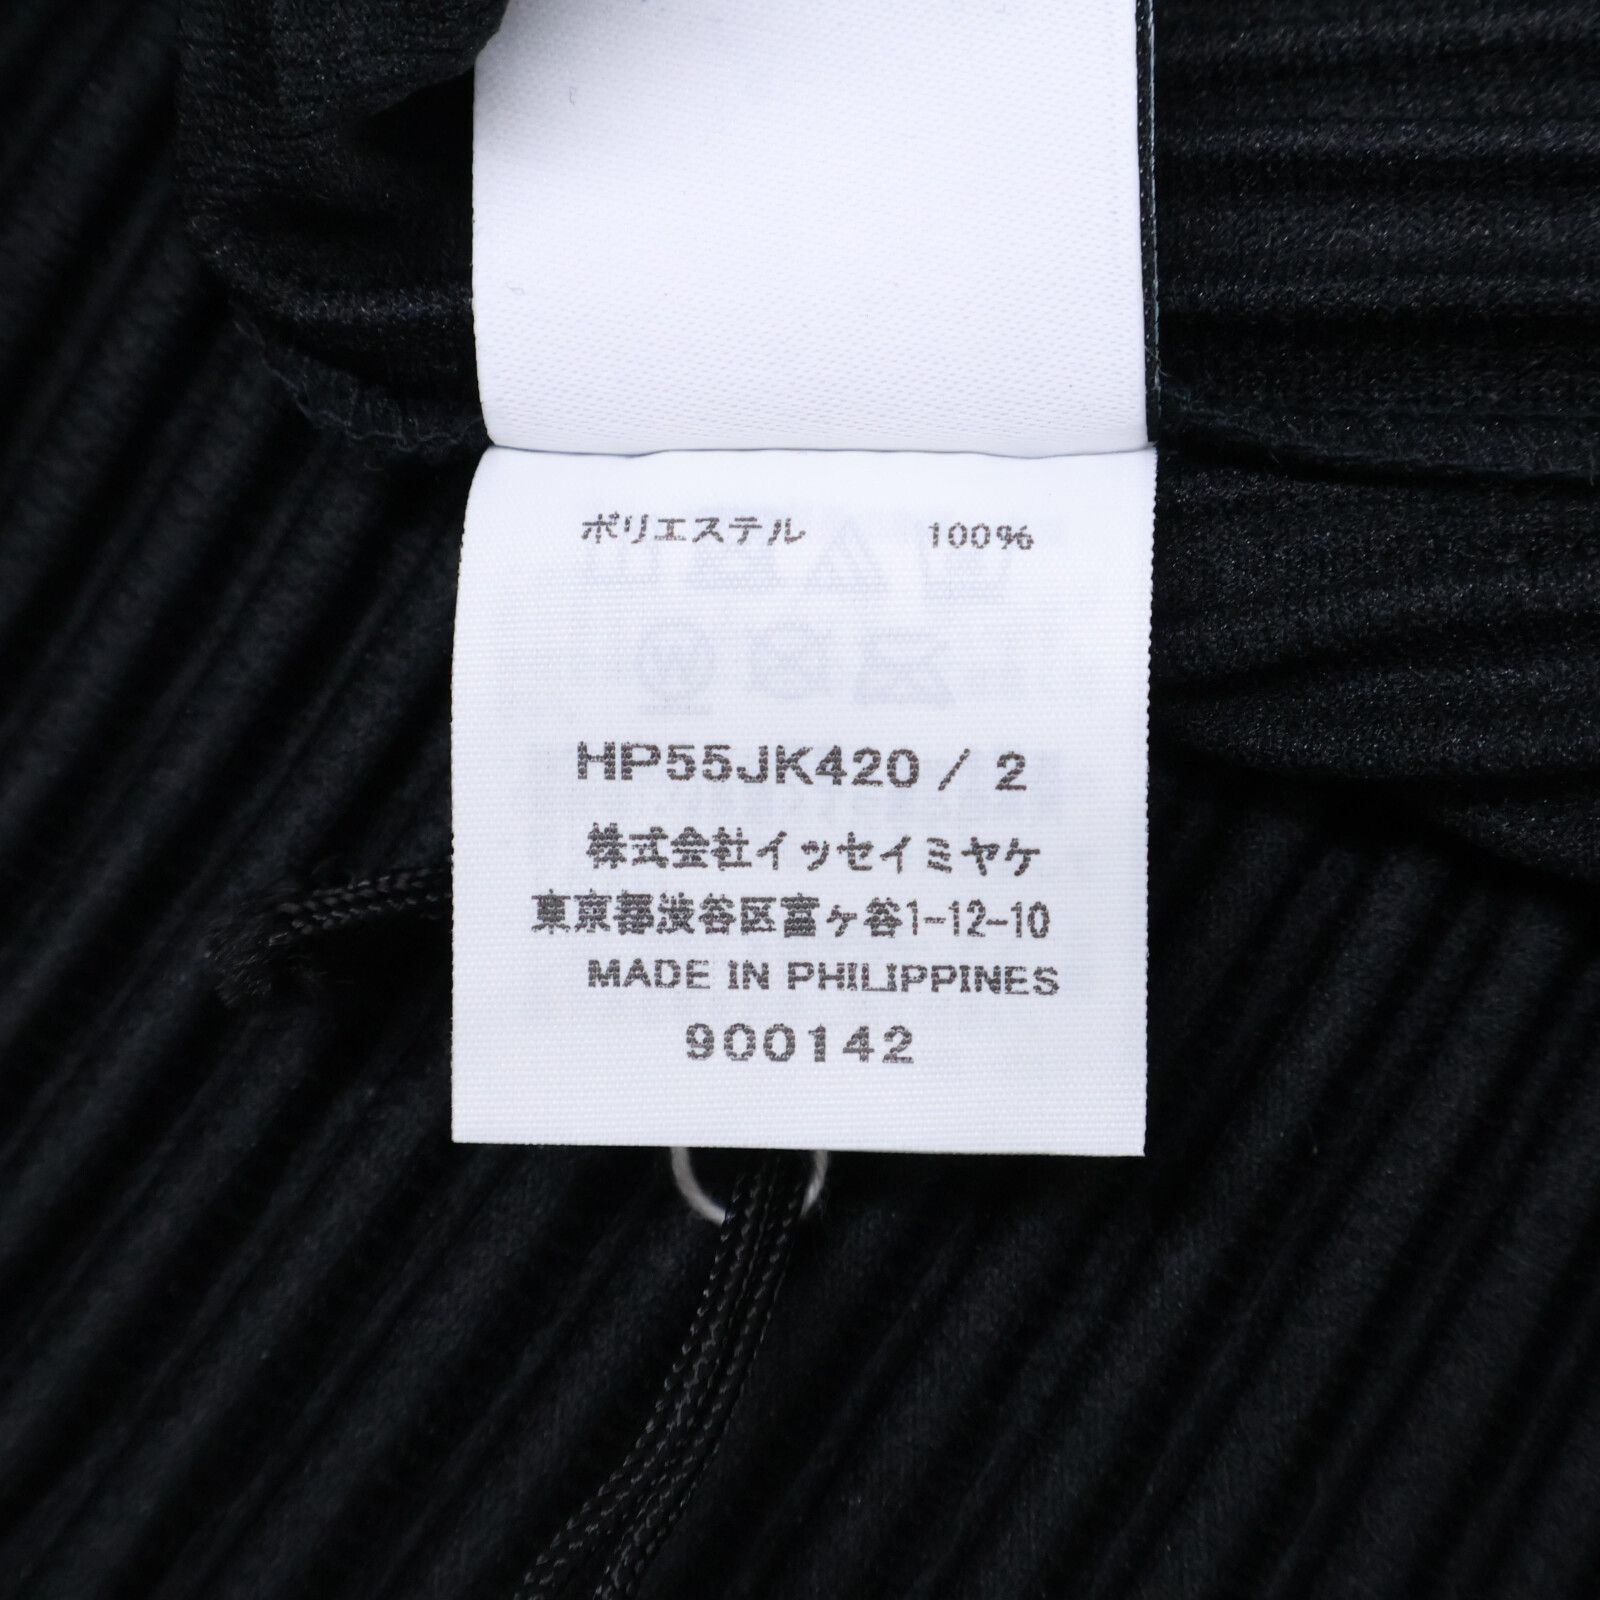 ポリエステル 100%
HP55JK420 / 2
株式会社イッセイミヤケ
東京都渋谷区富ヶ谷1-12-10
MADE IN PHILIPPINES
900142